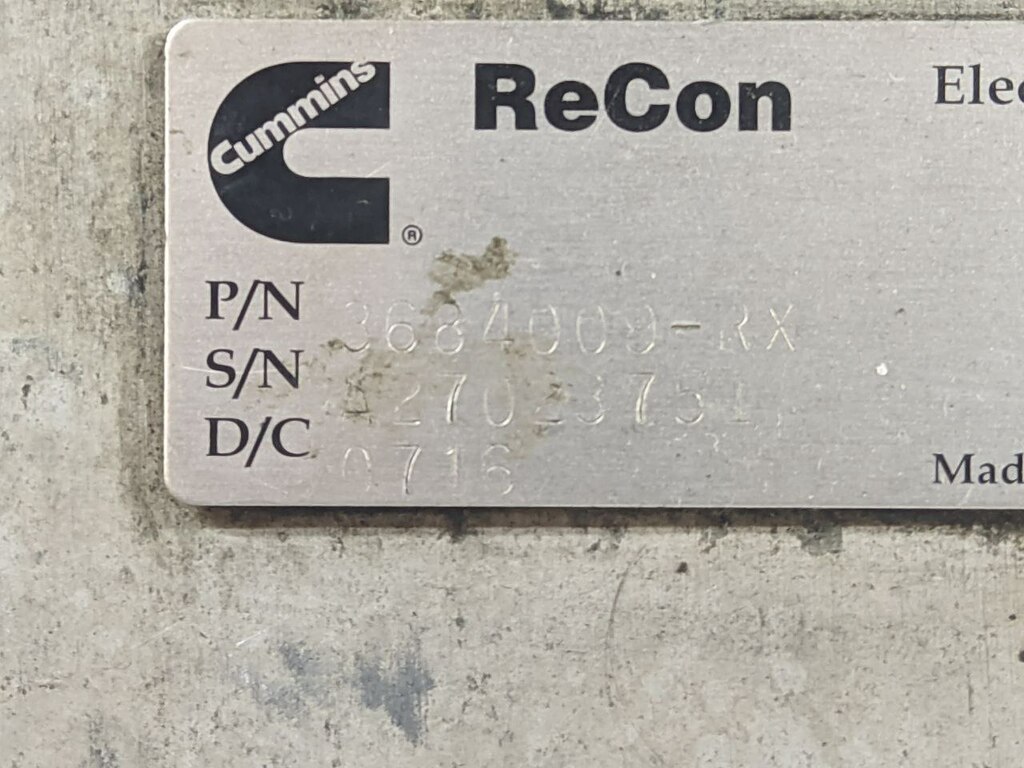 Cummins
®
ReCon
Elec
P/N 3684009-RX
S/N
D/C 0716
Mad